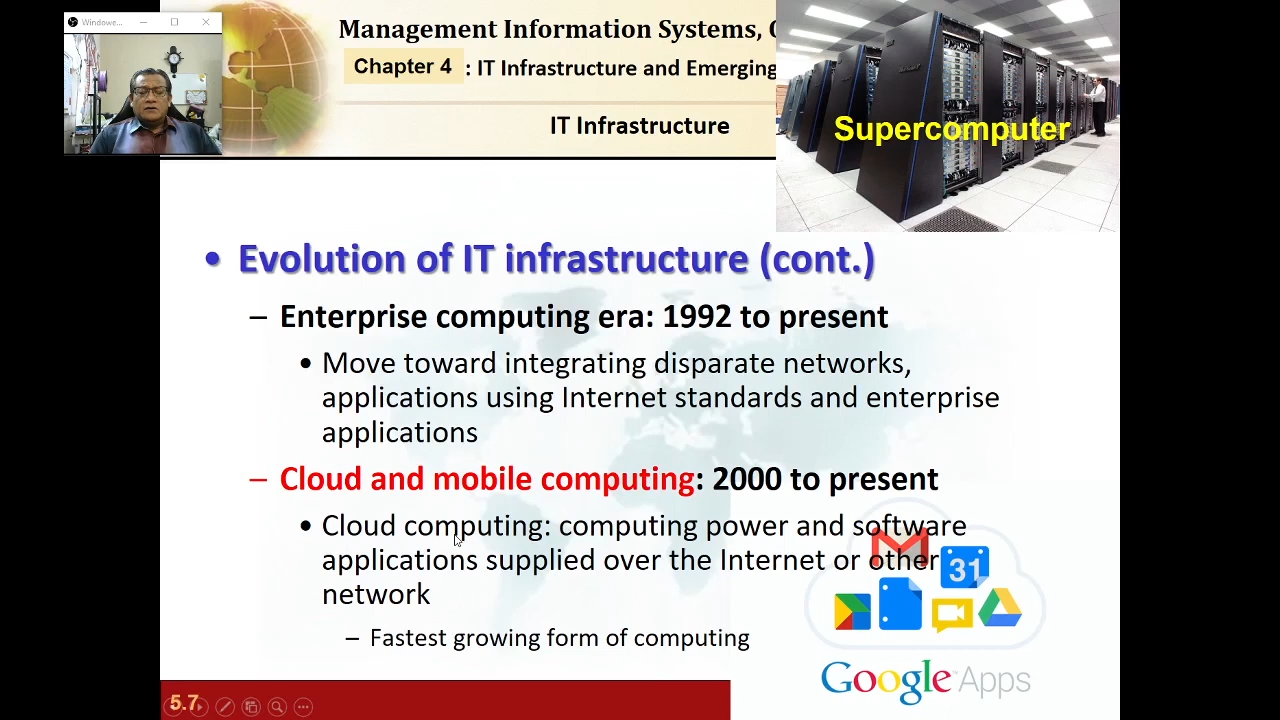 Windowe...
Management Information Systems,
Chapter 4 : IT Infrastructure and Emerging
IT Infrastructure
Supercomputer
• Evolution of IT infrastructure (cont.)
– Enterprise computing era: 1992 to present
• Move toward integrating disparate networks,
applications using Internet standards and enterprise
applications
– Cloud and mobile computing: 2000 to present
• Cloud computing: computing power and software
applications supplied over the Internet or other
network
– Fastest growing form of computing
31
Google Apps
5.7